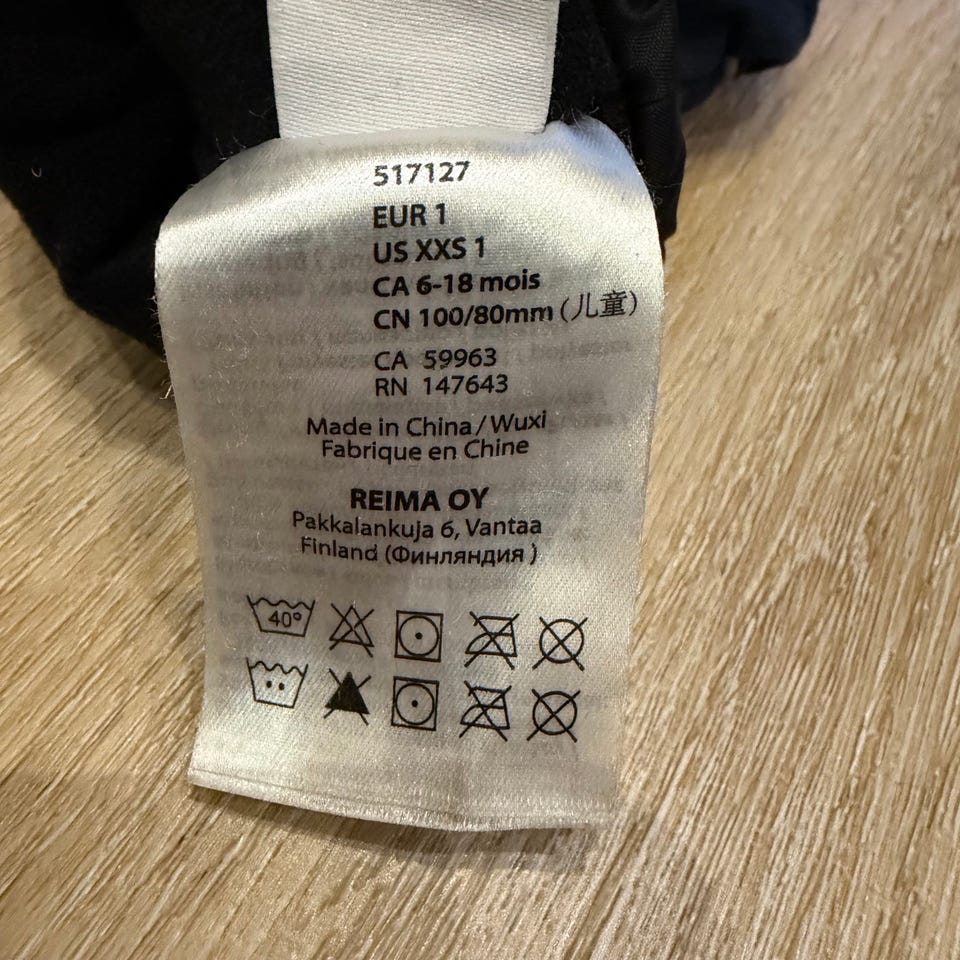 517127
EUR 1
US XXS 1
CA 6-18 mois
CN 100/80mm (儿童)
CA 59963
RN 147643
Made in China/Wuxi
Fabrique en Chine
REIMA OY
Pakkalankuja 6, Vantaa
Finland (Финляндия )
40°